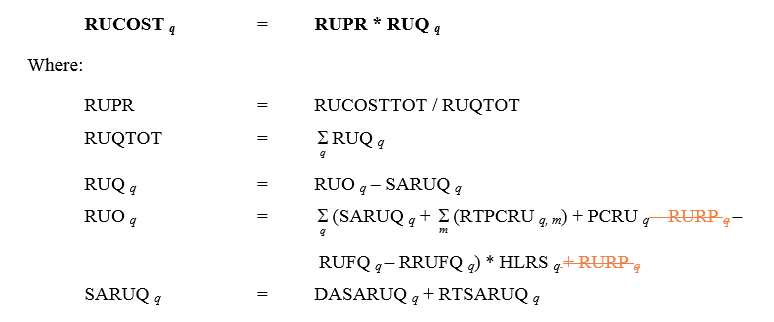 RUCOST q = RUPR * RUQ q
Where:
RUPR = RUCOSTTOT / RUQTOT
RUQTOT = Σ q RUQ q
RUQ q = RUO q – SARUQ q
RUO q = Σ q (SARUQ q + Σ m (RTPCRU q, m) + PCRU q – RURP q –
RUFQ q – RRUFQ q) * HLRS q + RURP q
SARUQ q = DASARUQ q + RTSARUQ q